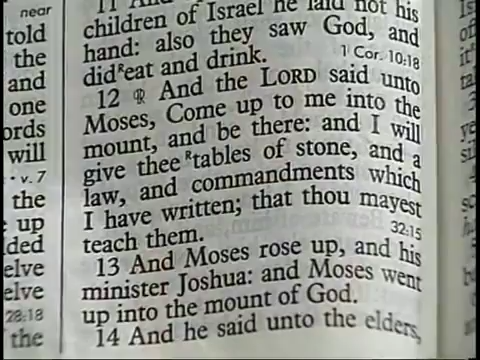 near
told
the
and
one
ords
will
• v. 7
the
up
ded
elve
elve
28:18
the
11 And
children of Israel he laid not his
hand: also they saw God, and
1 Cor. 10:18
did ᴿeat and drink.
12 And the LORD said unto
Moses, Come up to me into the
mount, and be there: and I will
give thee ᴿtables of stone, and a
law, and commandments which
I have written; that thou mayest
32:15
teach them.
13 And Moses rose up, and his
minister Joshua: and Moses went
up into the mount of God.
14 And he said unto the elders,